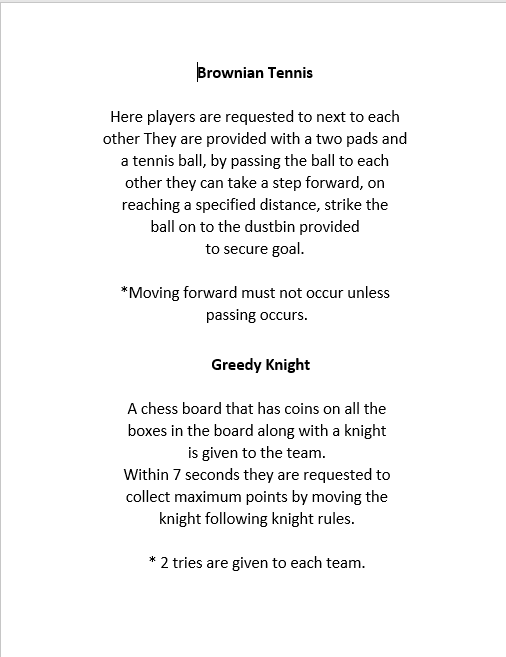 Brownian Tennis
Here players are requested to next to each
other They are provided with a two pads and
a tennis ball, by passing the ball to each
other they can take a step forward, on
reaching a specified distance, strike the
ball on to the dustbin provided
to secure goal.
*Moving forward must not occur unless
passing occurs.
Greedy Knight
A chess board that has coins on all the
boxes in the board along with a knight
is given to the team.
Within 7 seconds they are requested to
collect maximum points by moving the
knight following knight rules.
* 2 tries are given to each team.